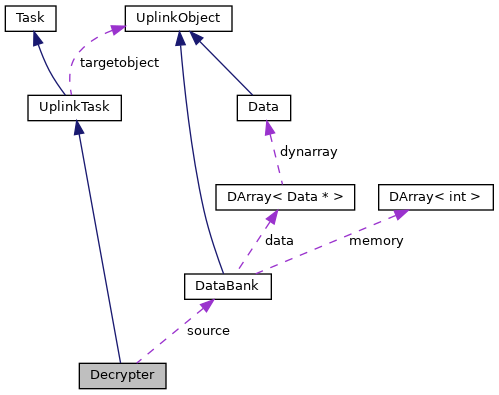 Task
UplinkObject
targetobject
UplinkTask
Data
dynarray
DArray< Data * >
DArray< int >
data
memory
DataBank
source
Decrypter